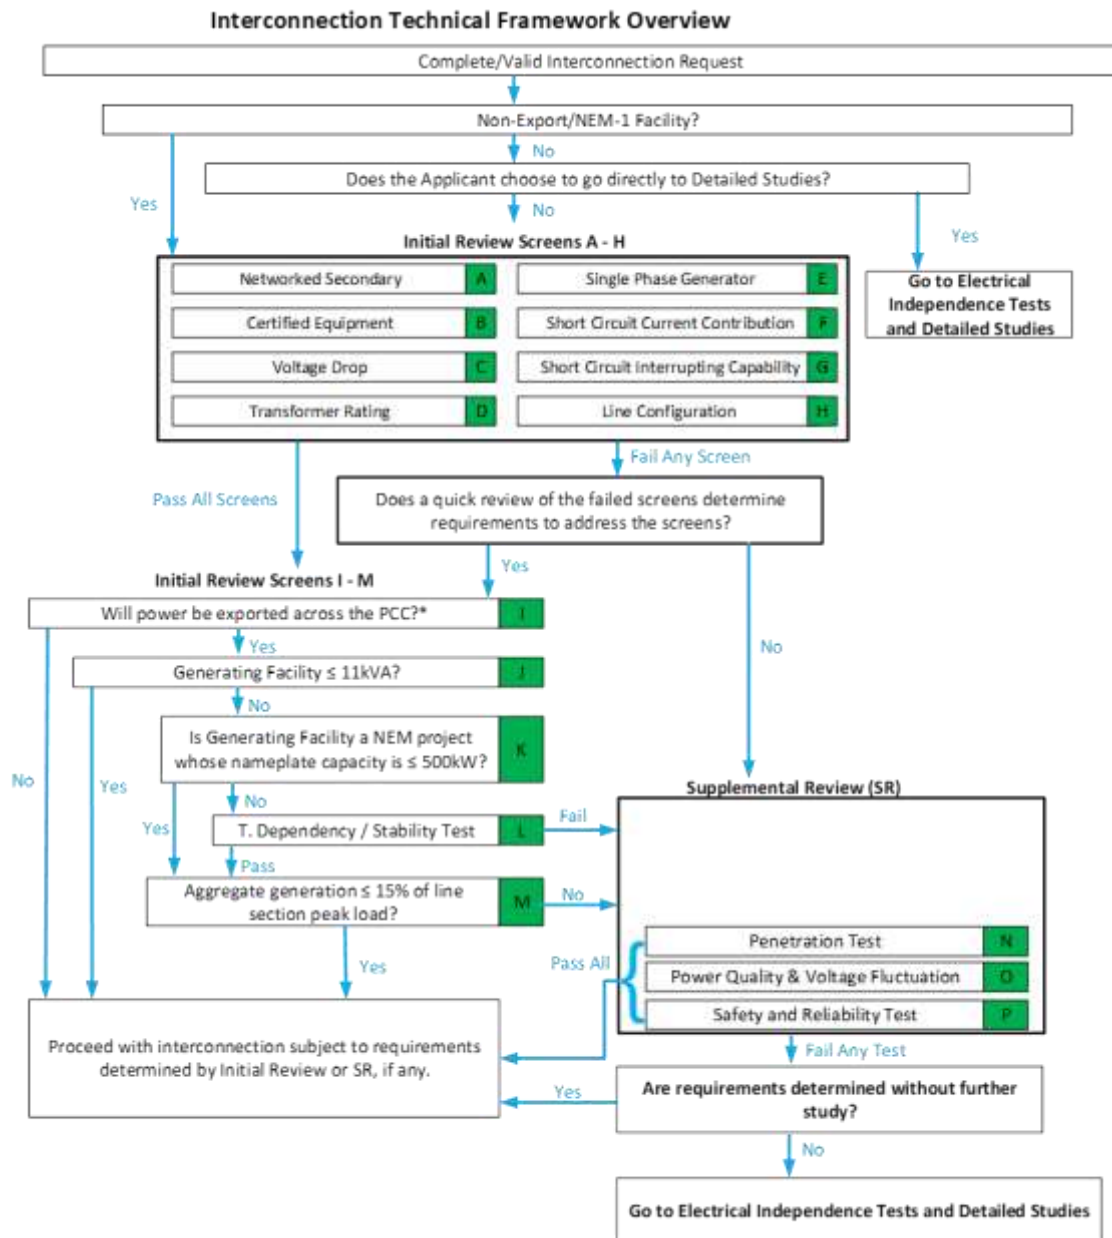 Interconnection Technical Framework Overview
Complete/Valid Interconnection Request
Non-Export/NEM-1 Facility?
No
Does the Applicant choose to go directly to Detailed Studies?
Yes
No
Yes
Initial Review Screens A - H
Networked Secondary A
Single Phase Generator E
Certified Equipment B
Short Circuit Current Contribution F
Voltage Drop C
Short Circuit Interrupting Capability G
Transformer Rating D
Line Configuration H
Go to Electrical
Independence Tests
and Detailed Studies
Pass All Screens
Fail Any Screen
Does a quick review of the failed screens determine
requirements to address the screens?
Yes
No
Initial Review Screens I - M
Will power be exported across the PCC?* I
Yes
Generating Facility ≤ 11kVA? J
No
Is Generating Facility a NEM project
whose nameplate capacity is ≤ 500kW?
K
No
Yes
No
Yes
T. Dependency / Stability Test L
Fail
Pass
Aggregate generation ≤ 15% of line
section peak load?
M
No
Yes
Supplemental Review (SR)
Penetration Test N
Power Quality & Voltage Fluctuation O
Safety and Reliability Test P
Pass All
Fail Any Test
Proceed with interconnection subject to requirements
determined by Initial Review or SR, if any.
Are requirements determined without further
study?
Yes
No
Go to Electrical Independence Tests and Detailed Studies